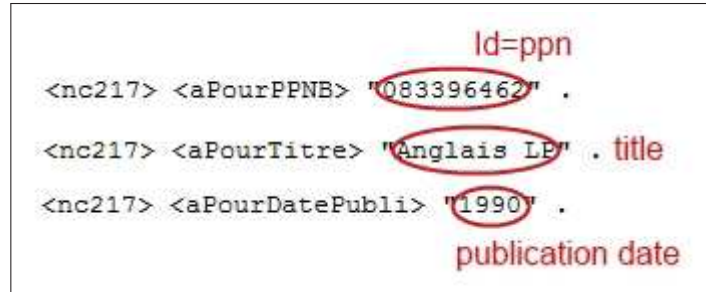 Id=ppn
<nc217> <aPourPPNB> "083396462" .
<nc217> <aPourTitre> "Anglais LP" . title
<nc217> <aPourDatePubli> "1990" .
publication date